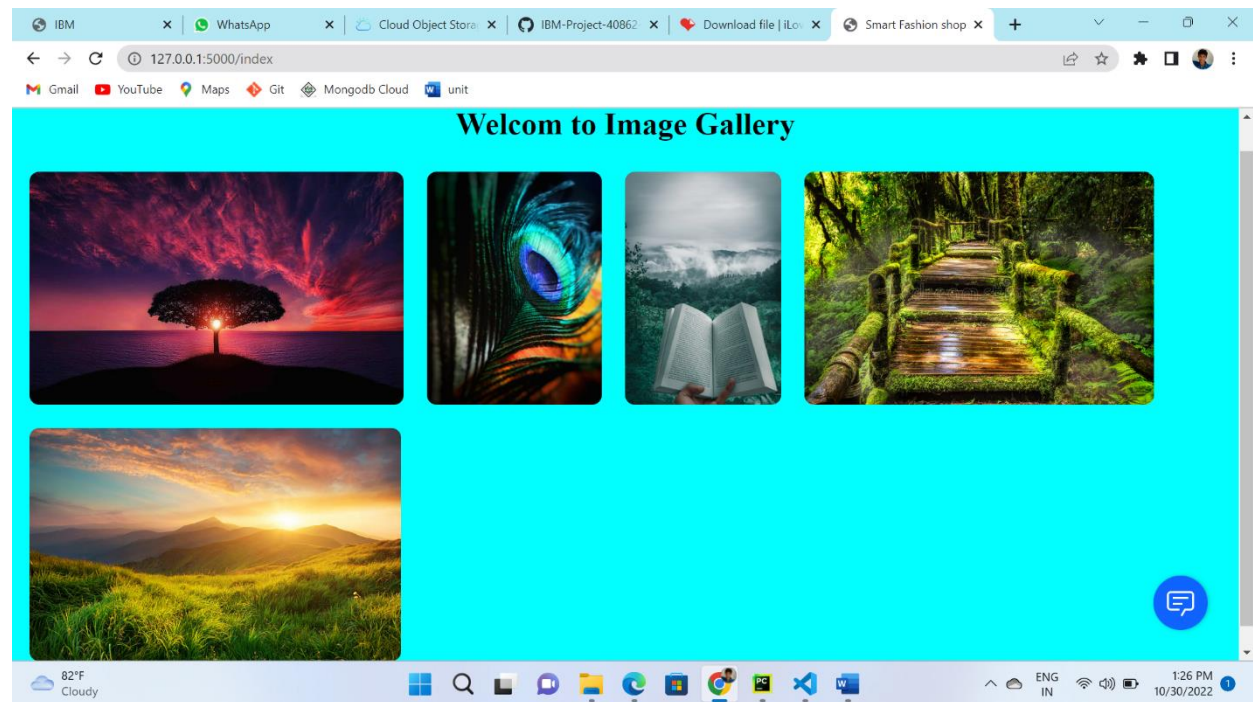 IBM WhatsApp Cloud Object Stora IBM-Project-40862 Download file | iLov Smart Fashion shop
127.0.0.1:5000/index
Gmail YouTube Maps Git Mongodb Cloud unit
Welcom to Image Gallery
82°F
Cloudy
ENG
IN
1:26 PM
10/30/2022
1